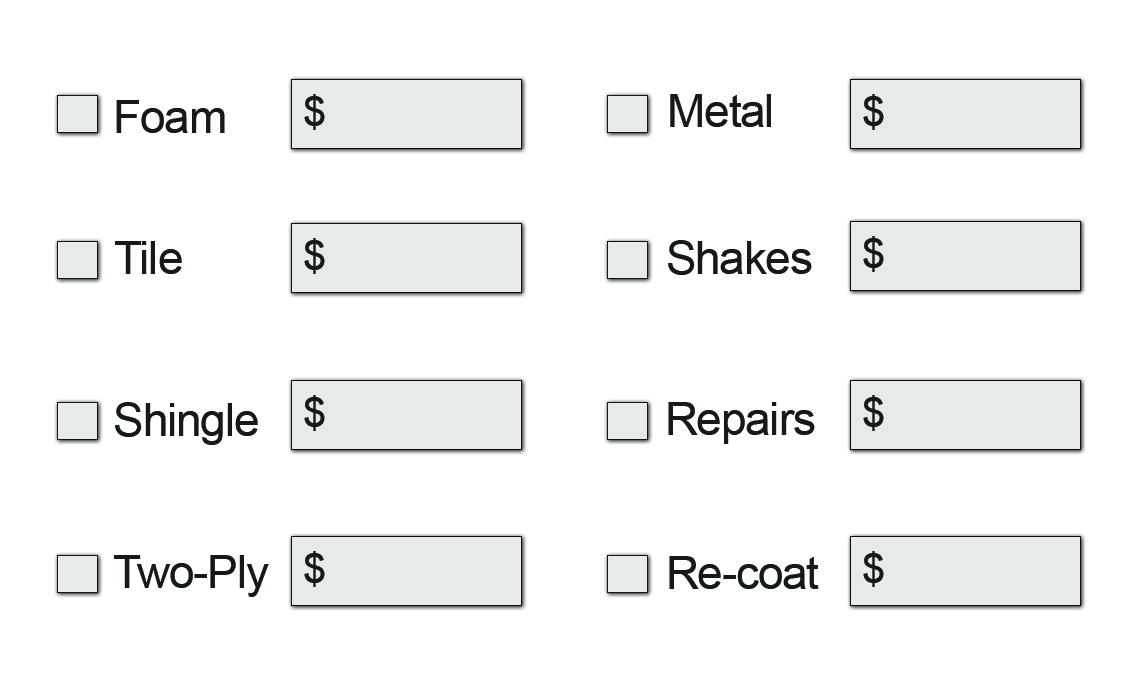 Foam $ Metal $
Tile $ Shakes $
Shingle $ Repairs $
Two-Ply $ Re-coat $